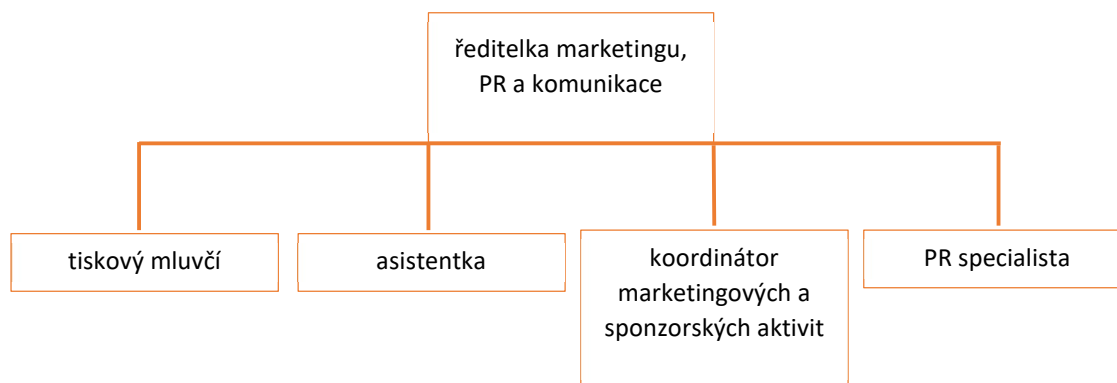 ředitelka marketingu,
PR a komunikace
tiskový mluvčí
asistentka
koordinátor
marketingových a
sponzorských aktivit
PR specialista